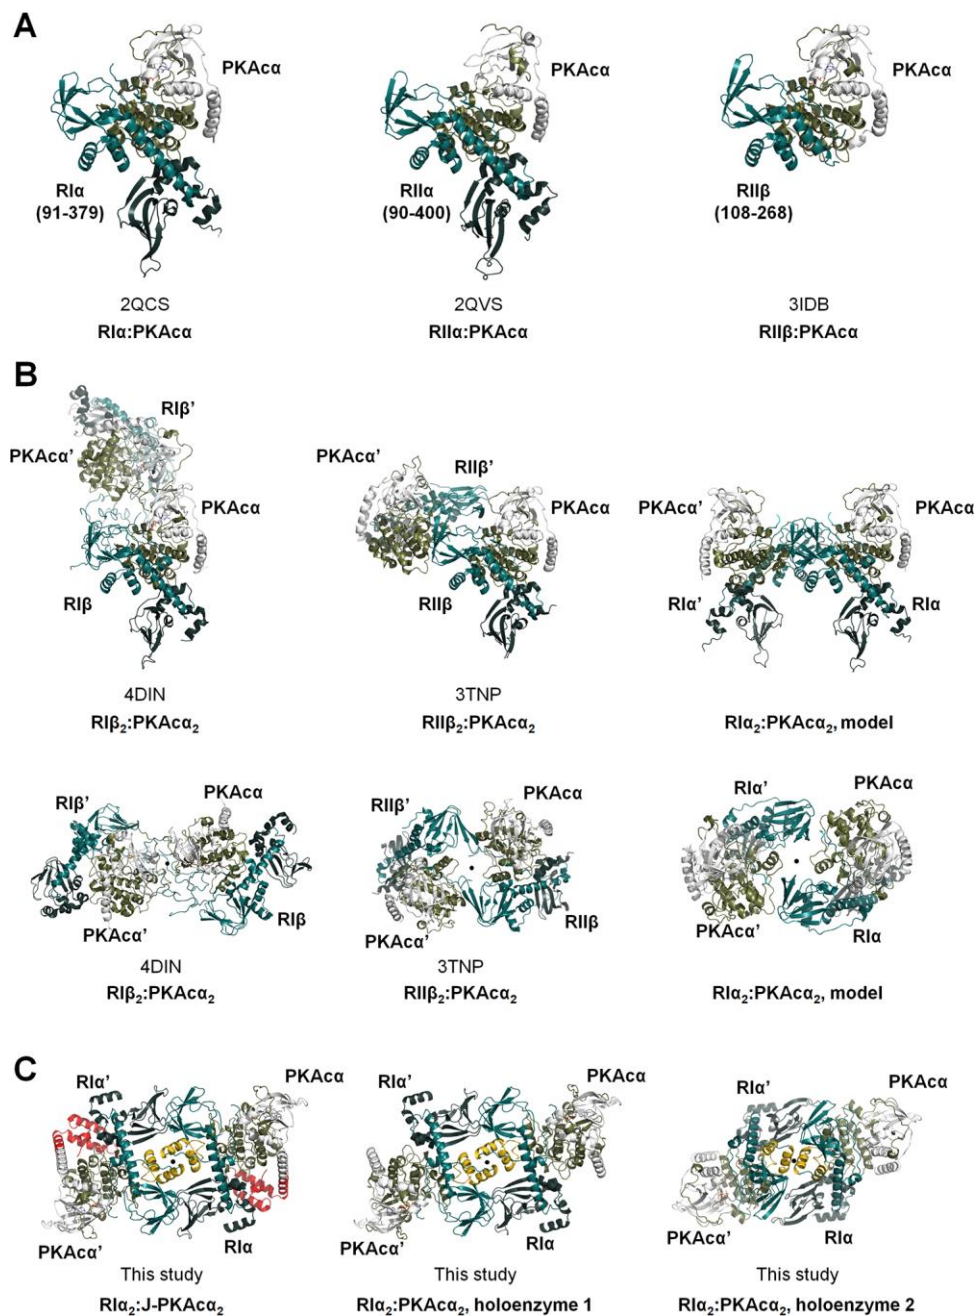 A
PKAcα
PKAcα
PKAcα
RIα
(91-379)
RIIα
(90-400)
RIIβ
(108-268)
2QCS
2QVS
3IDB
RIα:PKAcα
RIIα:PKAcα
RIIβ:PKAcα
B
RIβ’
PKAcα’
PKAcα
RIβ
PKAcα’
RIIβ’
PKAcα
RIIβ
PKAcα’
PKAcα
RIα’
RIα
4DIN
3TNP
RIβ₂:PKAcα₂
RIIβ₂:PKAcα₂
RIα₂:PKAcα₂, model
RIβ’
PKAcα
PKAcα’
RIβ
RIIβ’
PKAcα
PKAcα’
RIIβ
RIα’
PKAcα
PKAcα’
RIα
4DIN
3TNP
RIβ₂:PKAcα₂
RIIβ₂:PKAcα₂
RIα₂:PKAcα₂, model
C
RIα’
PKAcα
PKAcα’
RIα
RIα’
PKAcα
PKAcα’
RIα
RIα’
PKAcα
PKAcα’
RIα
This study
This study
This study
RIα₂:J-PKAcα₂
RIα₂:PKAcα₂, holoenzyme 1
RIα₂:PKAcα₂, holoenzyme 2